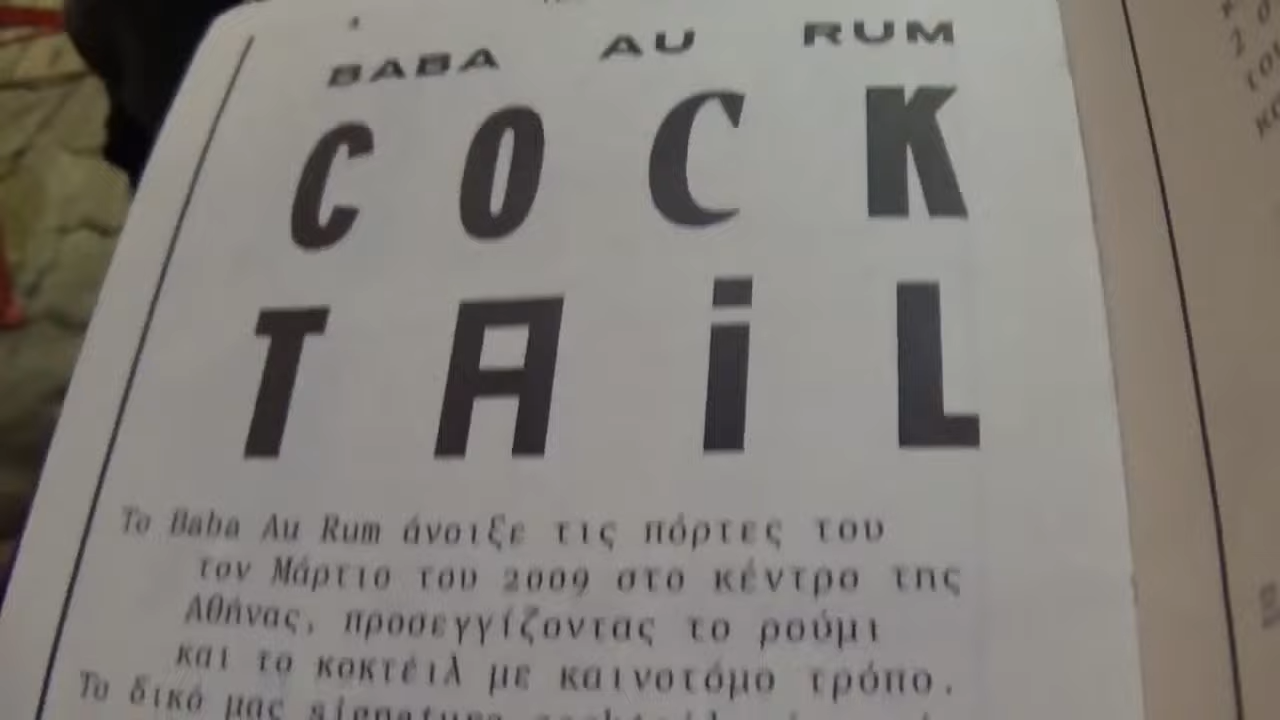 BABA AU RUM
COCK
TAiL
Το Baba Au Rum άνοιξε τις πόρτες του
τον Μάρτιο του 2009 στο κέντρο της
Αθήνας, προσεγγίζοντας το ρούμι
και το κοκτέιλ με καινοτόμο τρόπο.
Το δικό μας signature